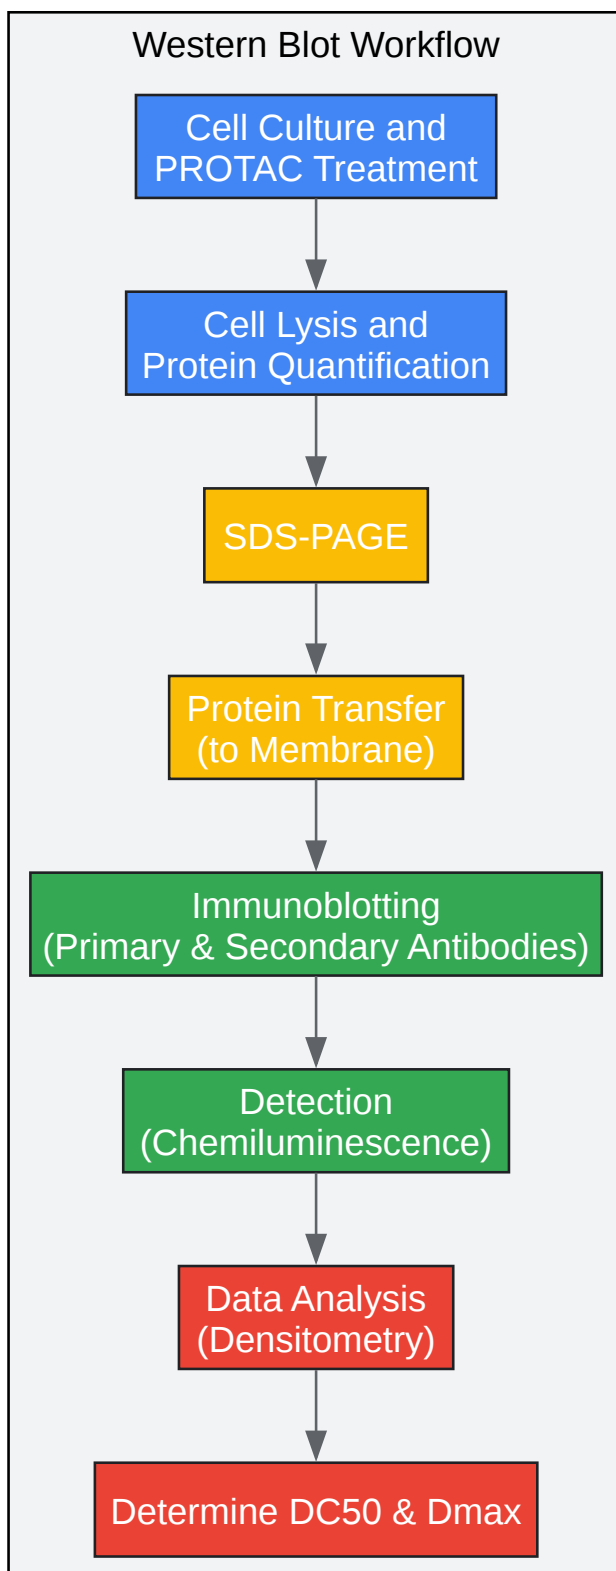 Western Blot Workflow
Cell Culture and
PROTAC Treatment
Cell Lysis and
Protein Quantification
SDS-PAGE
Protein Transfer
(to Membrane)
Immunoblotting
(Primary & Secondary Antibodies)
Detection
(Chemiluminescence)
Data Analysis
(Densitometry)
Determine DC50 & Dmax